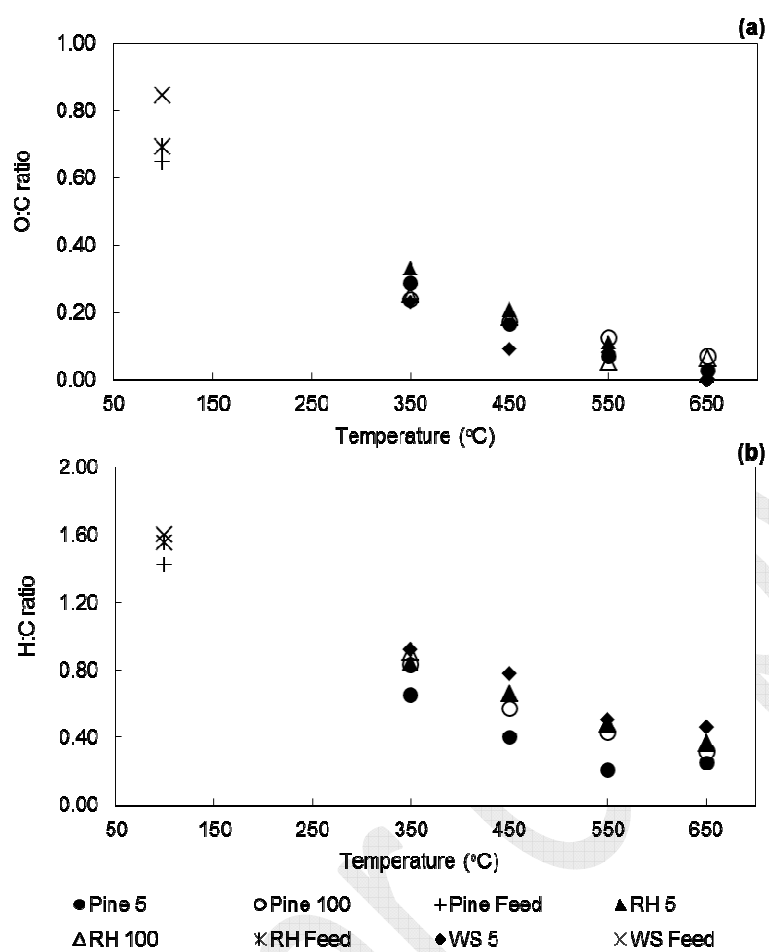 (a)
1.00
0.80
0.60
0.40
0.20
0.00
O:C ratio
50 150 250 350 450 550 650
Temperature (ºC)
(b)
2.00
1.60
1.20
0.80
0.40
0.00
H:C ratio
50 150 250 350 450 550 650
Temperature (ºC)
Pine 5 Pine 100 Pine Feed RH 5
RH 100 RH Feed WS 5 WS Feed